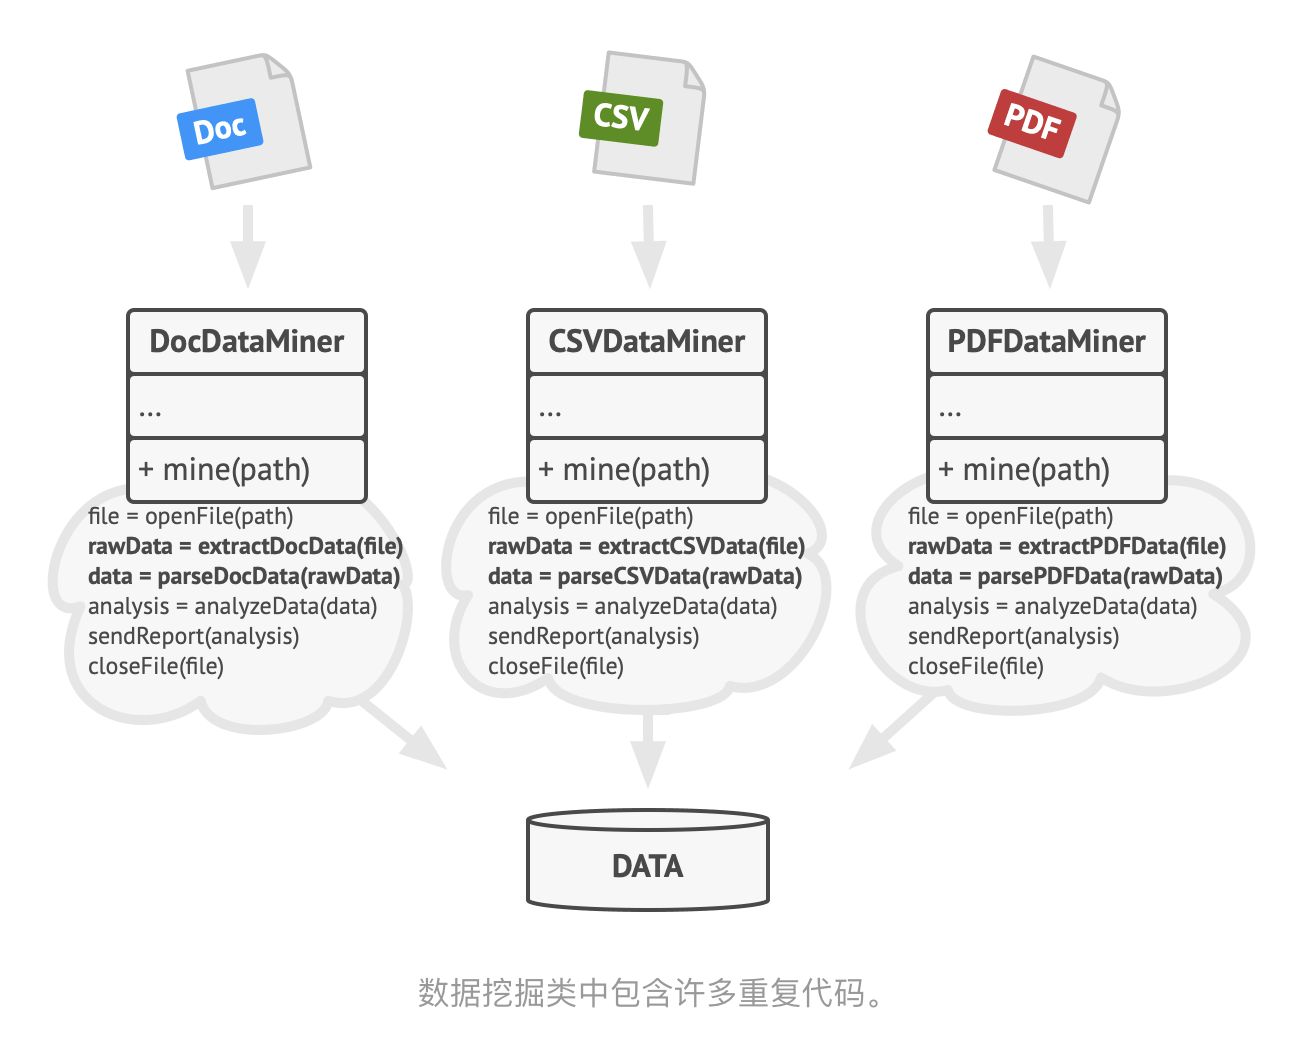 Doc
CSV
PDF
DocDataMiner
...
+ mine(path)
file = openFile(path)
rawData = extractDocData(file)
data = parseDocData(rawData)
analysis = analyzeData(data)
sendReport(analysis)
closeFile(file)
CSVDataMiner
...
+ mine(path)
file = openFile(path)
rawData = extractCSVData(file)
data = parseCSVData(rawData)
analysis = analyzeData(data)
sendReport(analysis)
closeFile(file)
PDFDataMiner
...
+ mine(path)
file = openFile(path)
rawData = extractPDFData(file)
data = parsePDFData(rawData)
analysis = analyzeData(data)
sendReport(analysis)
closeFile(file)
DATA
数据挖掘类中包含许多重复代码。